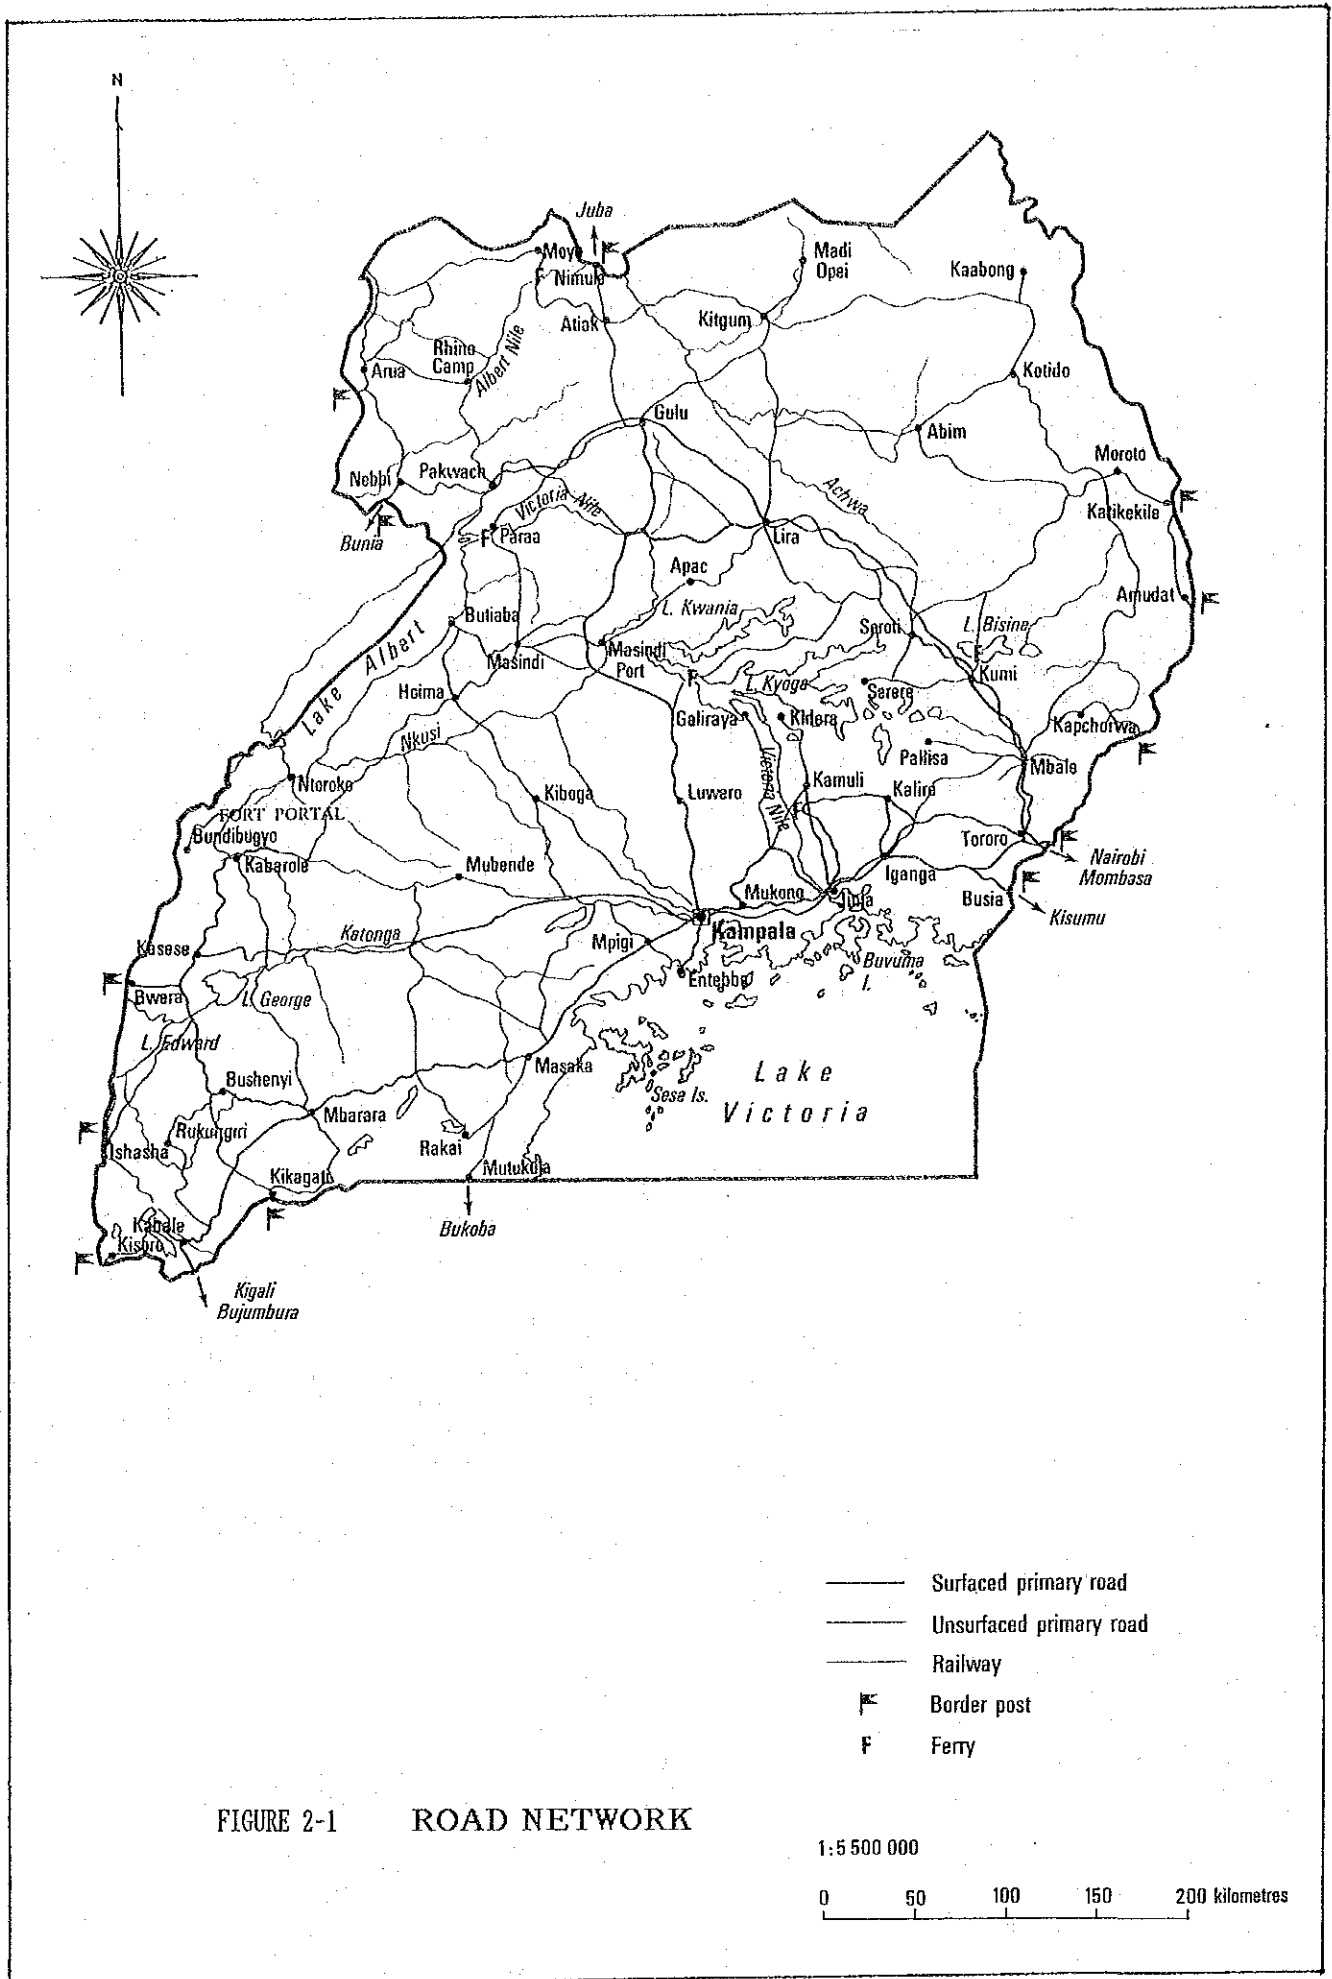 N
Juba
Moyo
Nimule
Madi
Opei
Kaabong
F
Atiak
Kitgum
Rhino
Camp
Albert Nile
Arua
Kotido
Gulu
Abim
Moroto
Nebbi
Pakwach
Victoria Nile
Achwa
Katikekile
Bunia
F
Paraa
Lira
Apac
Amudat
L. Kwania
Butiaba
Soroti
L. Bisina
F
Lake Albert
Masindi
Masindi
Port
F
L. Kyoga
Serere
Kumi
Hoima
Galiraya
Kidera
Kapchorwa
Nkusi
Pallisa
Mbale
Victoria Nile
Ntoroko
Kiboga
Luwero
Kamuli
Kaliro
F
FORT PORTAL
Bundibugyo
Kabarole
Mubende
Tororo
Nairobi
Mombasa
Iganga
Mukono
Jinja
Busia
Kisumu
Kampala
Katonga
Mpigi
Kasese
Buvuma
I.
Entebbe
Bwera
L. George
L. Edward
Masaka
Lake
Victoria
Sese Is.
Bushenyi
Mbarara
Rukungiri
Ishasha
Rakai
Kikagati
Mutukula
Bukoba
Kabale
Kisoro
Kigali
Bujumbura
Surfaced primary road
Unsurfaced primary road
Railway
Border post
F Ferry
FIGURE 2-1 ROAD NETWORK
1:5 500 000
0 50 100 150 200 kilometres